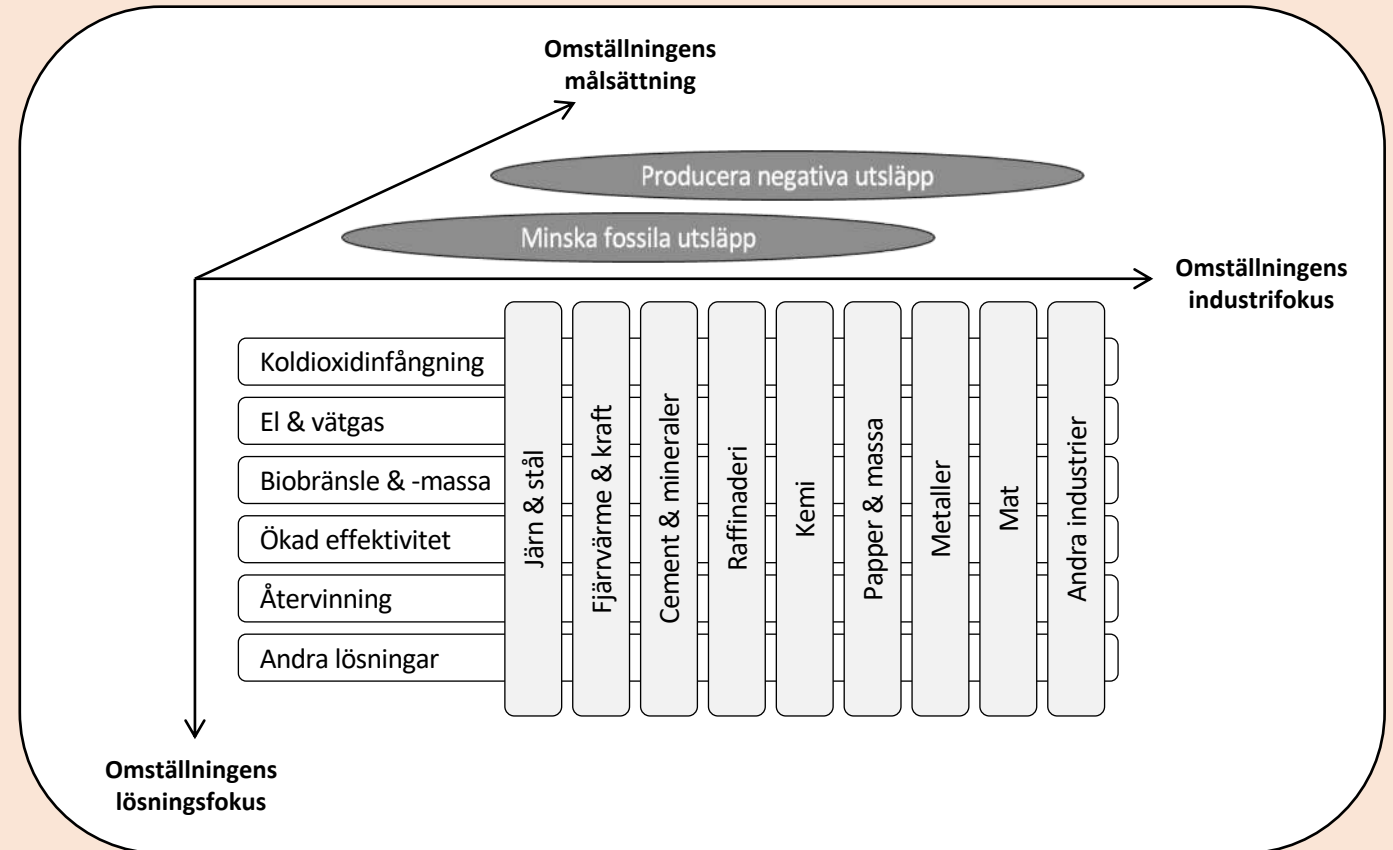 Omställningens
målsättning
Producera negativa utsläpp
Minska fossila utsläpp
Omställningens
industrifokus
Koldioxidinfångning
El & vätgas
Biobränsle & -massa
Ökad effektivitet
Återvinning
Andra lösningar
Järn & stål
Fjärrvärme & kraft
Cement & mineraler
Raffinaderi
Kemi
Papper & massa
Metaller
Mat
Andra industrier
Omställningens
lösningsfokus